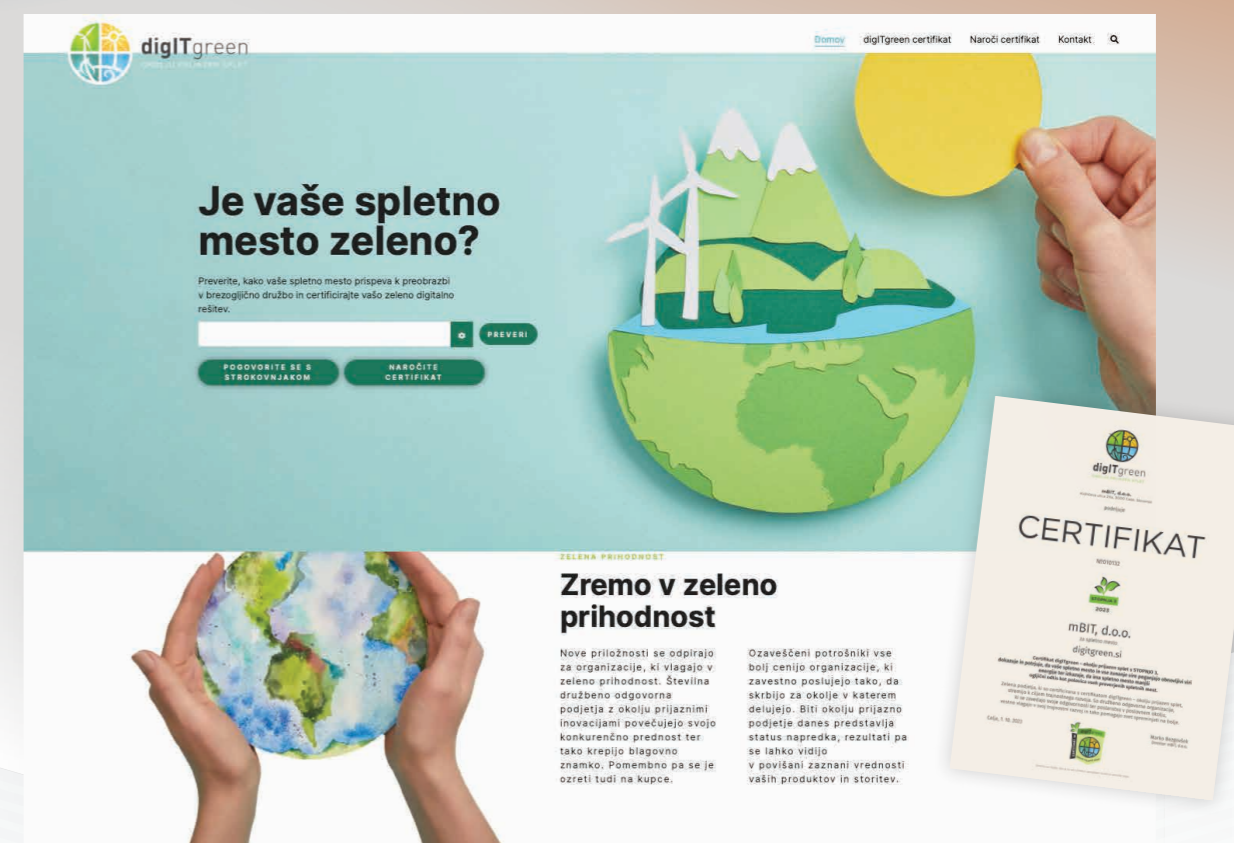 digITgreen
Domov
digITgreen certifikat
Naroči certifikat
Kontakt
Je vaše spletno
mesto zeleno?
Preverite, kako vaše spletno mesto prispeva k preobrazbi
v brezogljično družbo in certificirajte vašo zeleno digitalno
rešitev.
PREVERI
POGOVORITE SE S
STROKOVNJAKOM
NAROČITE
CERTIFIKAT
ZELENA PRIHODNOST
Zremo v zeleno
prihodnost
Nove priložnosti se odpirajo
za organizacije, ki vlagajo v
zeleno prihodnost. Številna
družbeno odgovorna
podjetja z okolju prijaznimi
inovacijami povečujejo svojo
konkurenčno prednost ter
tako krepijo blagovno
znamko. Pomembno pa se je
ozreti tudi na kupce.
Ozaveščeni potrošniki vse
bolj cenijo organizacije, ki
zavestno poslujejo tako, da
skrbijo za okolje v katerem
delujejo. Biti okolju prijazno
podjetje danes predstavlja
status napredka, rezultati pa
se lahko vidijo
v povišani zaznani vrednosti
vaših produktov in storitev.
digITgreen
mBIT, d.o.o.
podeljuje
CERTIFIKAT
STOPNJA
2023
mBIT, d.o.o.
za spletno mesto
digitgreen.si
digITgreen